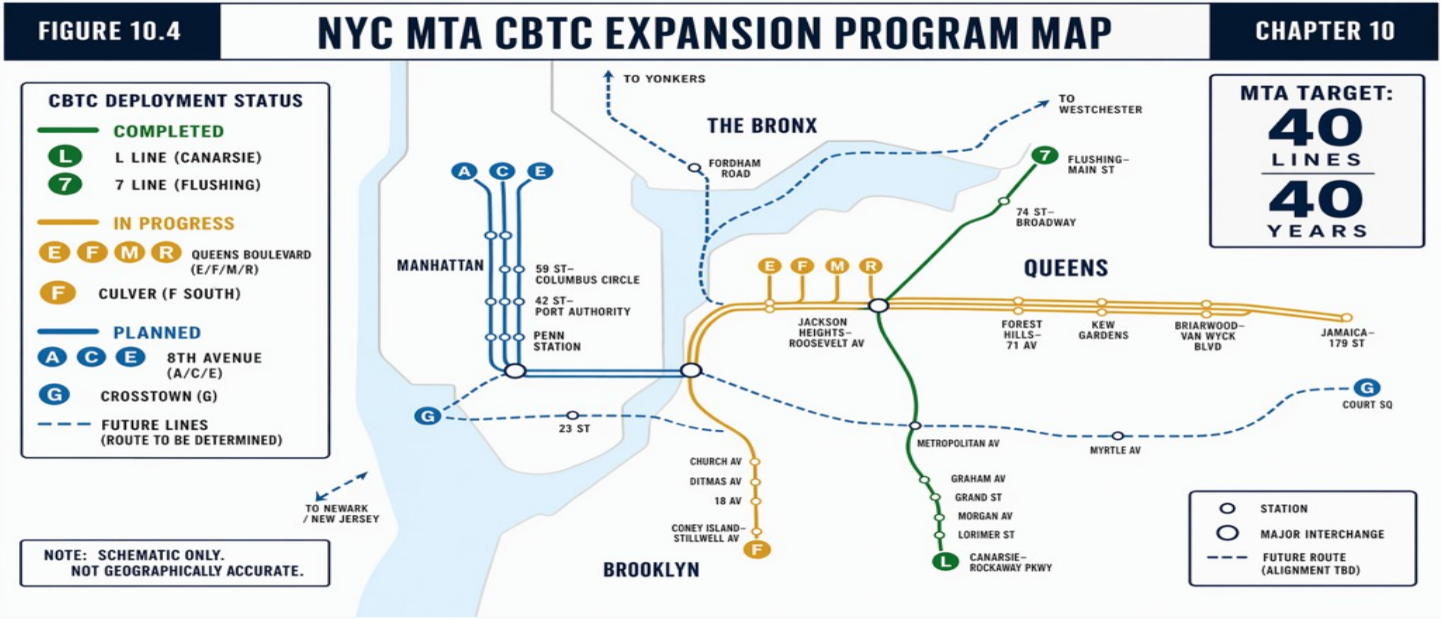 FIGURE 10.4
NYC MTA CBTC EXPANSION PROGRAM MAP
CHAPTER 10
CBTC DEPLOYMENT STATUS
COMPLETED
L L LINE (CANARSIE)
7 7 LINE (FLUSHING)
IN PROGRESS
E F M R QUEENS BOULEVARD
(E/F/M/R)
F CULVER (F SOUTH)
PLANNED
A C E 8TH AVENUE
(A/C/E)
G CROSSTOWN (G)
FUTURE LINES
(ROUTE TO BE DETERMINED)
MTA TARGET:
40
LINES
40
YEARS
TO YONKERS
TO
WESTCHESTER
THE BRONX
FORDHAM
ROAD
7
FLUSHING–
MAIN ST
74 ST–
BROADWAY
A C E
MANHATTAN
59 ST–
COLUMBUS CIRCLE
42 ST–
PORT AUTHORITY
PENN
STATION
QUEENS
E F M R
JACKSON
HEIGHTS–
ROOSEVELT AV
FOREST
HILLS–
71 AV
KEW
GARDENS
BRIARWOOD–
VAN WYCK
BLVD
JAMAICA–
179 ST
G
23 ST
G
COURT SQ
METROPOLITAN AV
MYRTLE AV
CHURCH AV
DITMAS AV
18 AV
CONEY ISLAND–
STILLWELL AV
F
GRAHAM AV
GRAND ST
MORGAN AV
LORIMER ST
L
CANARSIE–
ROCKAWAY PKWY
BROOKLYN
TO NEWARK
/ NEW JERSEY
NOTE: SCHEMATIC ONLY.
NOT GEOGRAPHICALLY ACCURATE.
STATION
MAJOR INTERCHANGE
FUTURE ROUTE
(ALIGNMENT TBD)